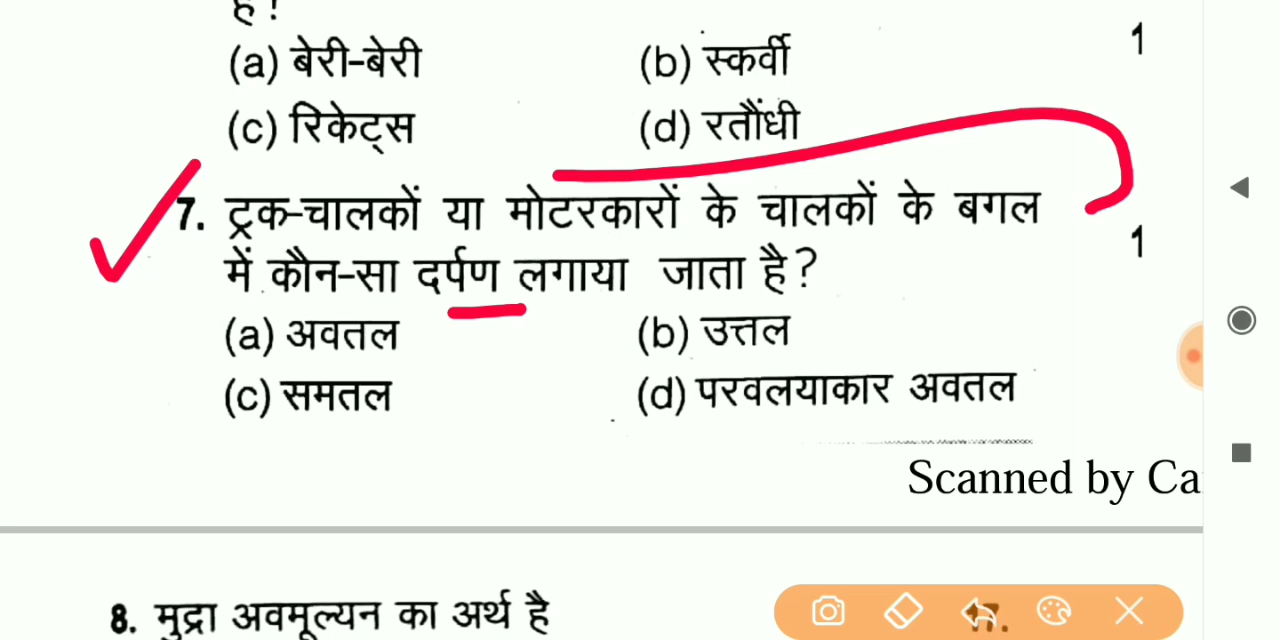 है !
(a) बेरी-बेरी (b) स्कर्वी 1
(c) रिकेट्स (d) रतौंधी
7. ट्रक-चालकों या मोटरकारों के चालकों के बगल
में कौन-सा दर्पण लगाया जाता है? 1
(a) अवतल (b) उत्तल
(c) समतल (d) परवलयाकार अवतल
Scanned by Ca
8. मुद्रा अवमूल्यन का अर्थ है 17.